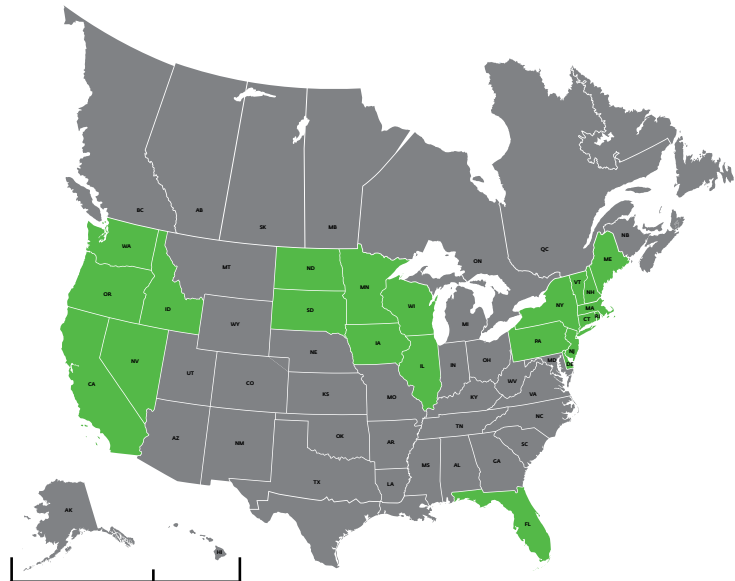 BC
AB
SK
MB
ON
QC
NB
WA
OR
ID
MT
ND
MN
SD
WI
MI
WY
NE
IA
IL
IN
OH
PA
NY
VT
NH
ME
MA
CT
RI
NJ
DE
MD
NV
CA
UT
CO
KS
MO
KY
WV
VA
AZ
NM
OK
AR
TN
NC
SC
TX
LA
MS
AL
GA
FL
AK
HI